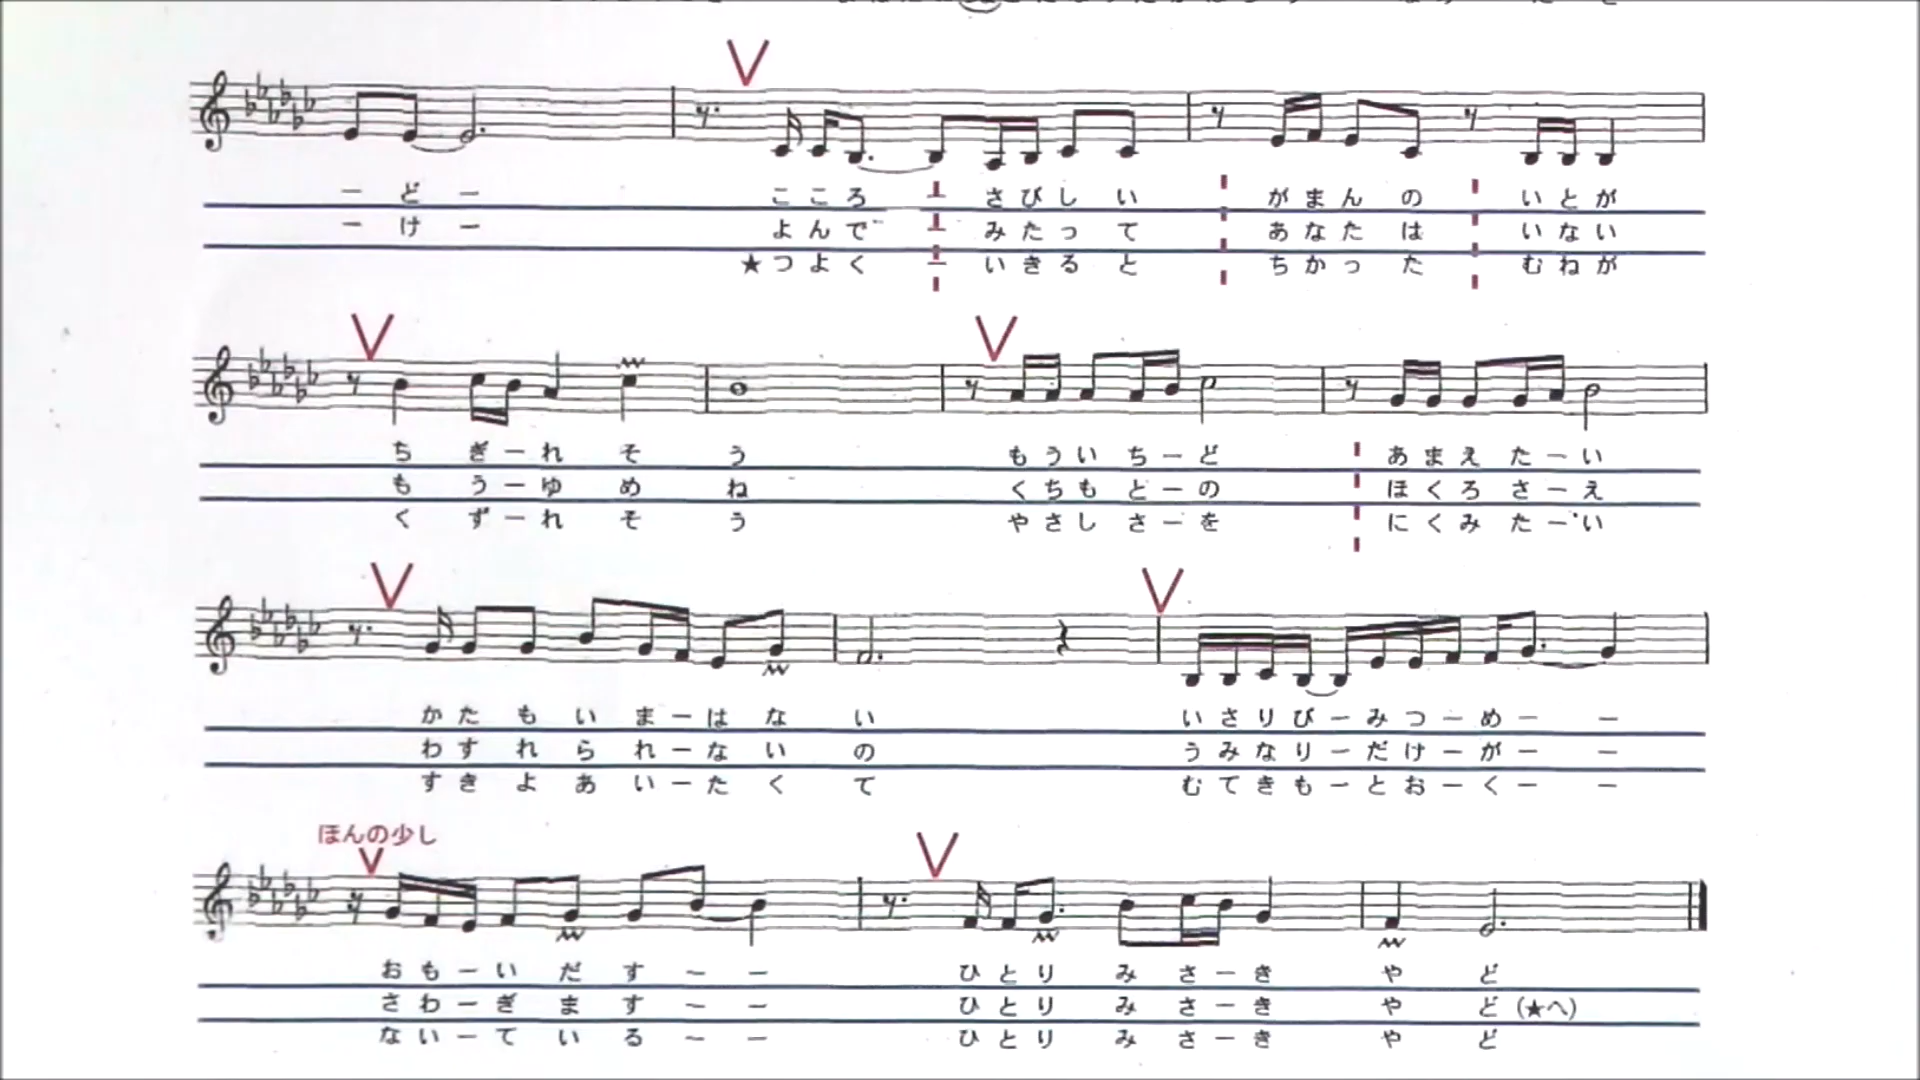 ー ど ー こ こ ろ ー さ び し い が ま ん の い と が
ー け ー よ ん で ー み た っ て あ な た は い な い
★ つ よ く ー い き る と ち か っ た む ね が
ち ぎ ー れ そ う も う い ち ー ど あ ま え た ー い
も う ー ゆ め ね く ち も と ー の ほ く ろ さ ー え
く ず ー れ そ う や さ し さ ー を に く み た ー い
か た も い ま ー は な い い さ り び ー み つ ー め ー ー
わ す れ ら れ ー な い の う み な り ー だ け ー が ー ー
す き よ あ い ー た く て む て き も ー と お ー く ー ー
ほんの少し
お も ー い だ す ー ー ひ と り み さ ー き や ど
さ わ ー ぎ ま す ー ー ひ と り み さ ー き や ど (★へ)
な い ー て い る ー ー ひ と り み さ ー き や ど